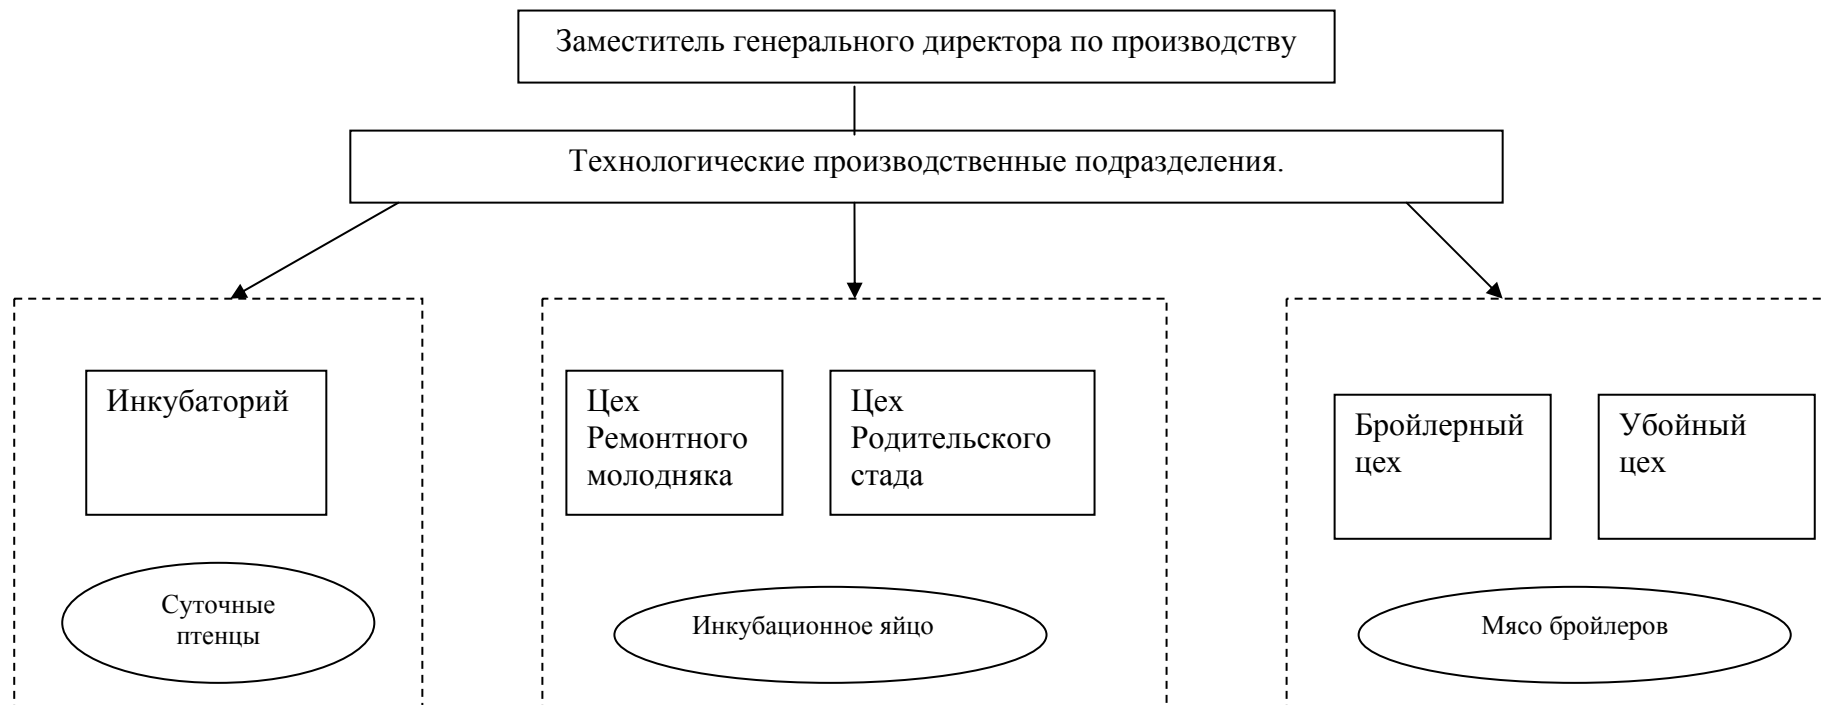 Заместитель генерального директора по производству
Технологические производственные подразделения.
Инкубаторий
Суточные
птенцы
Цех
Ремонтного
молодняка
Цех
Родительского
стада
Инкубационное яйцо
Бройлерный
цех
Убойный
цех
Мясо бройлеров